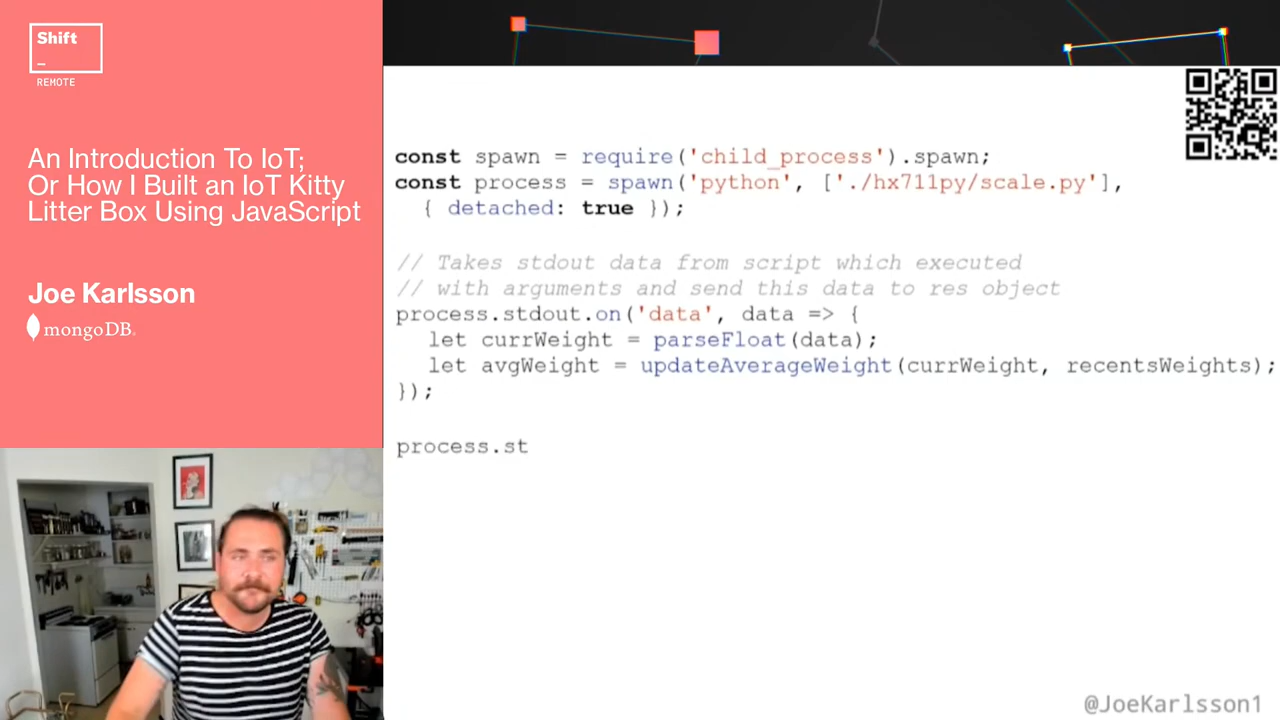 Shift
_
REMOTE
An Introduction To IoT;
Or How I Built an IoT Kitty
Litter Box Using JavaScript
Joe Karlsson
mongoDB.
const spawn = require('child_process').spawn;
const process = spawn('python', ['./hx711py/scale.py'],
{ detached: true });
// Takes stdout data from script which executed
// with arguments and send this data to res object
process.stdout.on('data', data => {
let currWeight = parseFloat(data);
let avgWeight = updateAverageWeight(currWeight, recentsWeights);
});
process.st
@JoeKarlsson1